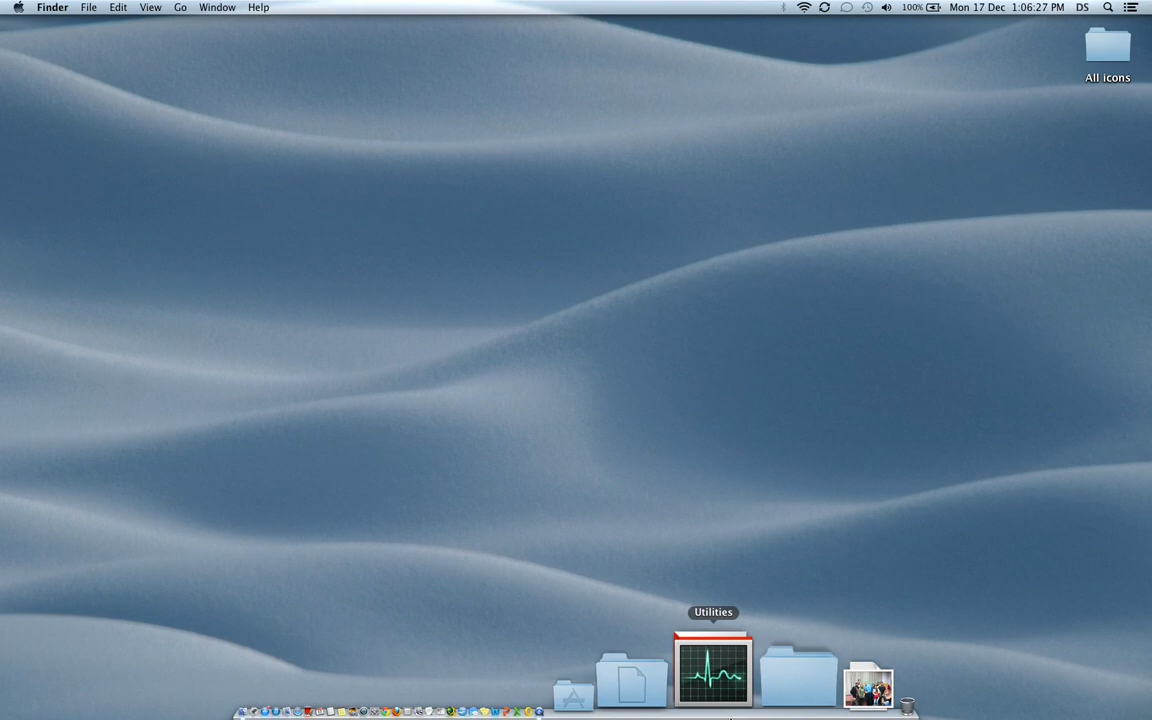 Finder File Edit View Go Window Help 100% Mon 17 Dec 1:06:27 PM DS
All icons
Utilities